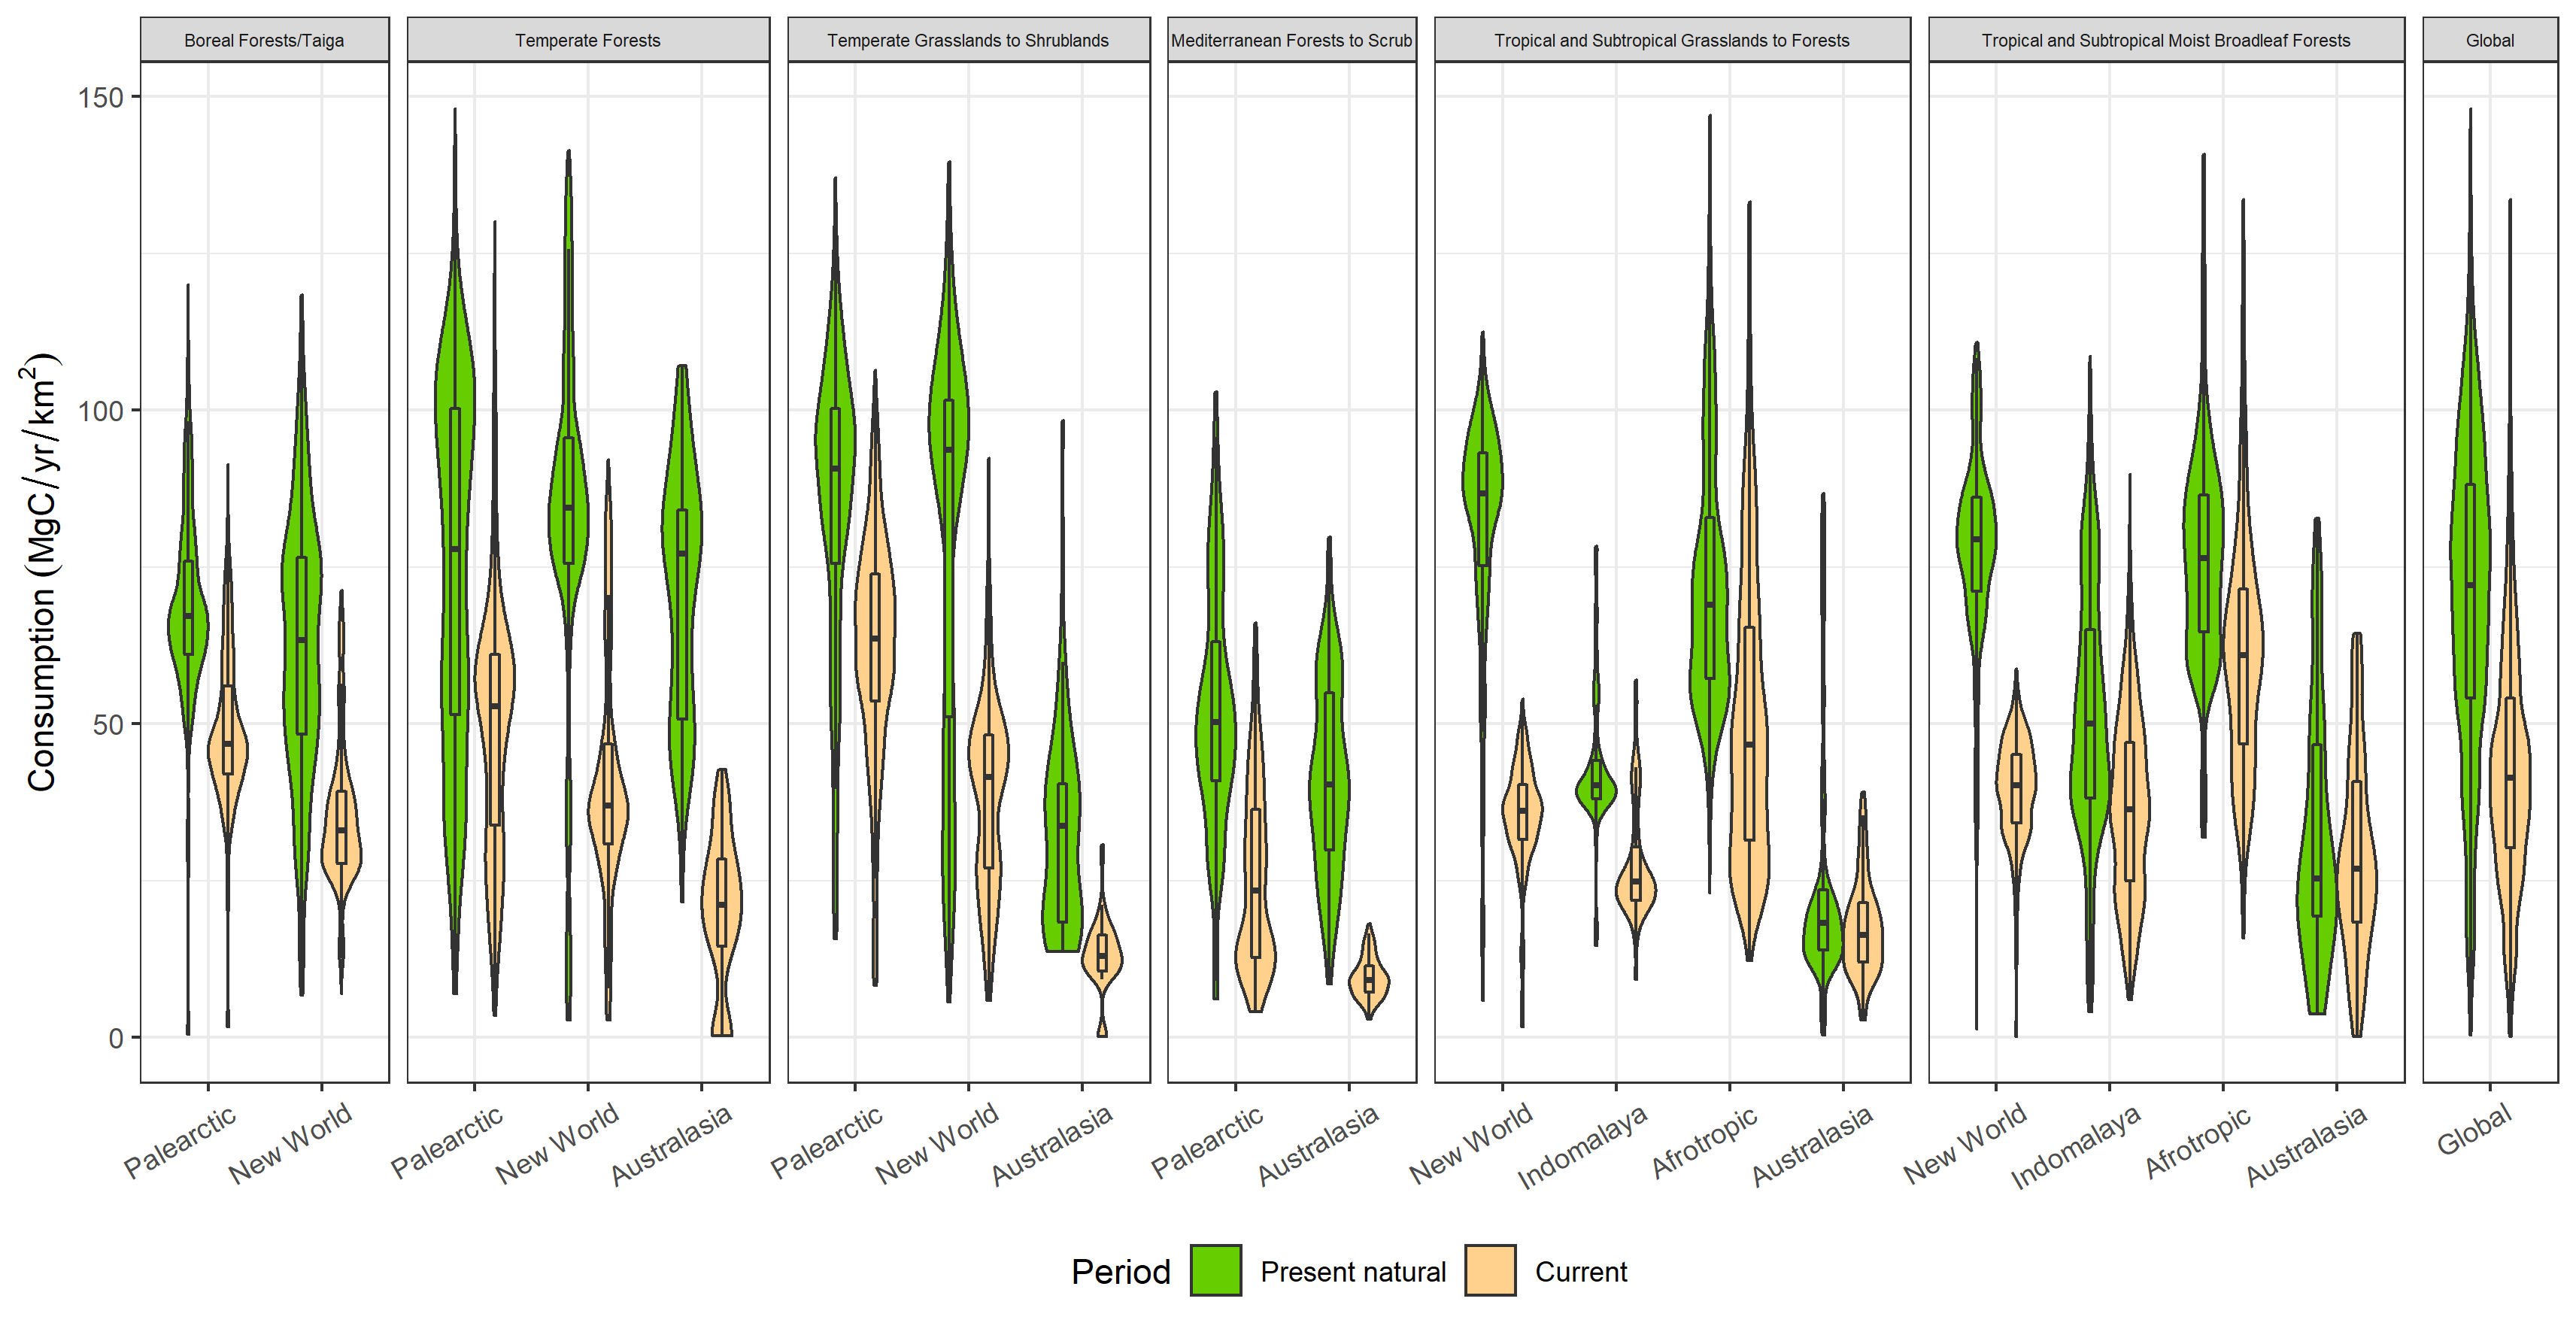 Boreal Forests/Taiga
Temperate Forests
Temperate Grasslands to Shrublands
Mediterranean Forests to Scrub
Tropical and Subtropical Grasslands to Forests
Tropical and Subtropical Moist Broadleaf Forests
Global
Consumption (MgC/yr/km²)
150
100
50
0
Palearctic
New World
Palearctic
New World
Australasia
Palearctic
New World
Australasia
Palearctic
Australasia
New World
Indomalaya
Afrotropic
Australasia
New World
Indomalaya
Afrotropic
Australasia
Global
Period
Present natural
Current